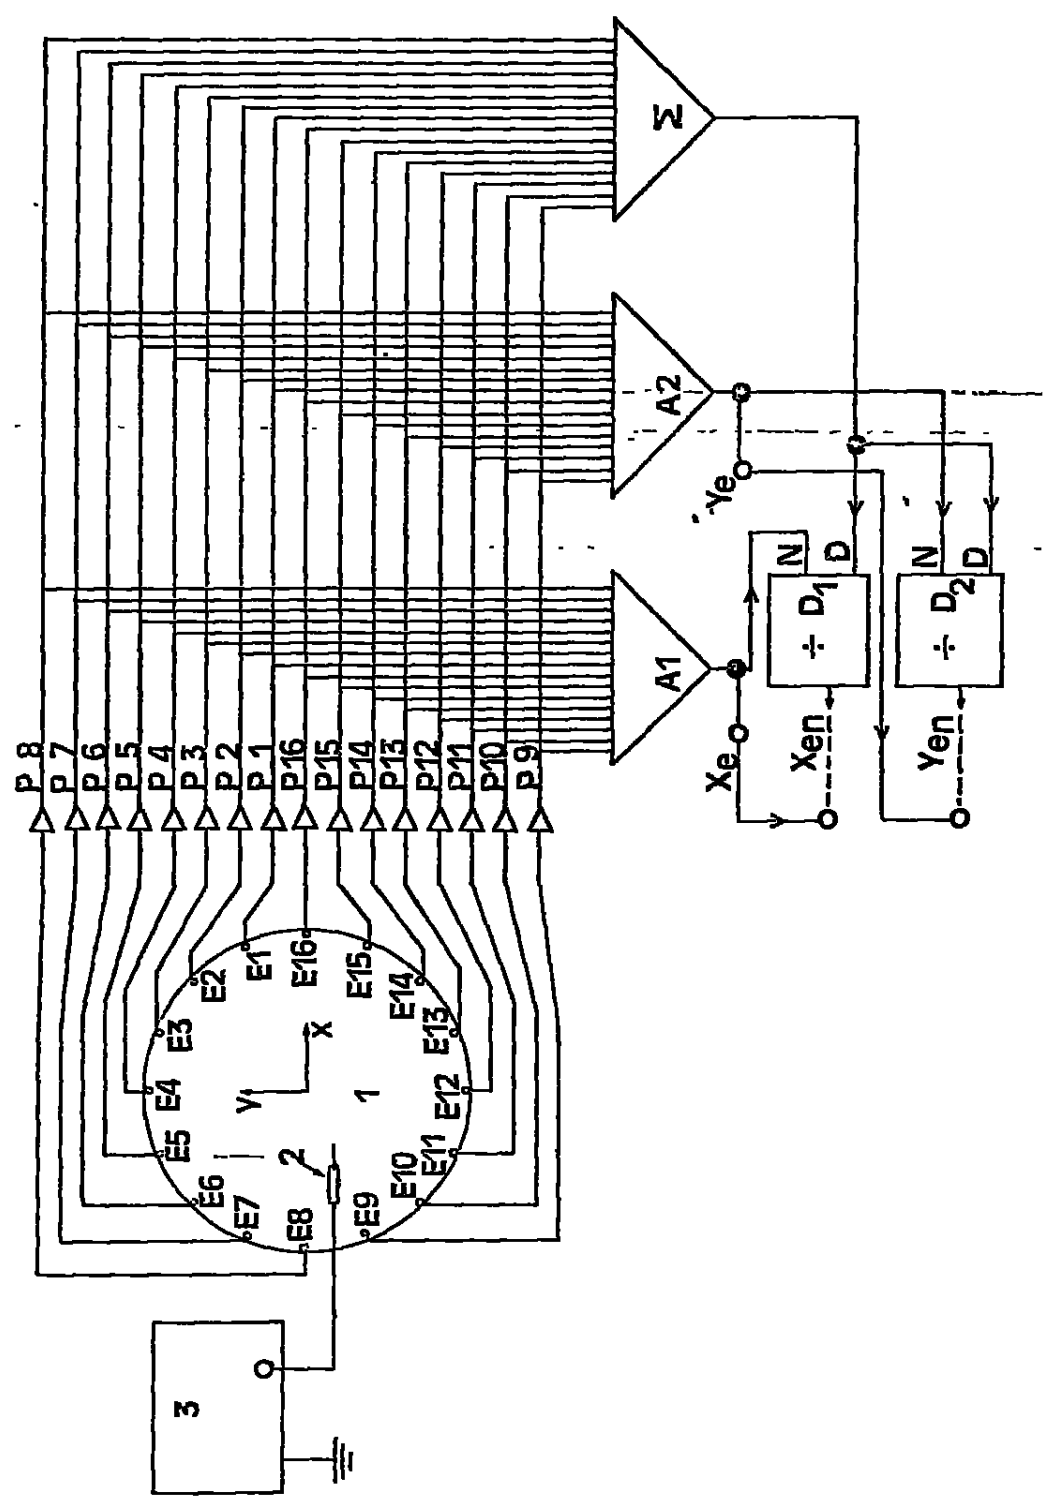 P 8
P 7
P 6
P 5
P 4
P 3
P 2
P 1
P16
P15
P14
P13
P12
P11
P10
P 9
Σ
A2
A1
E1
E2
E3
E4
E5
E6
E7
E8
E9
E10
E11
E12
E13
E14
E15
E16
Y
X
1
2
3
Xe
Ye
N
D
÷ D1
N
D
÷ D2
Xen
Yen